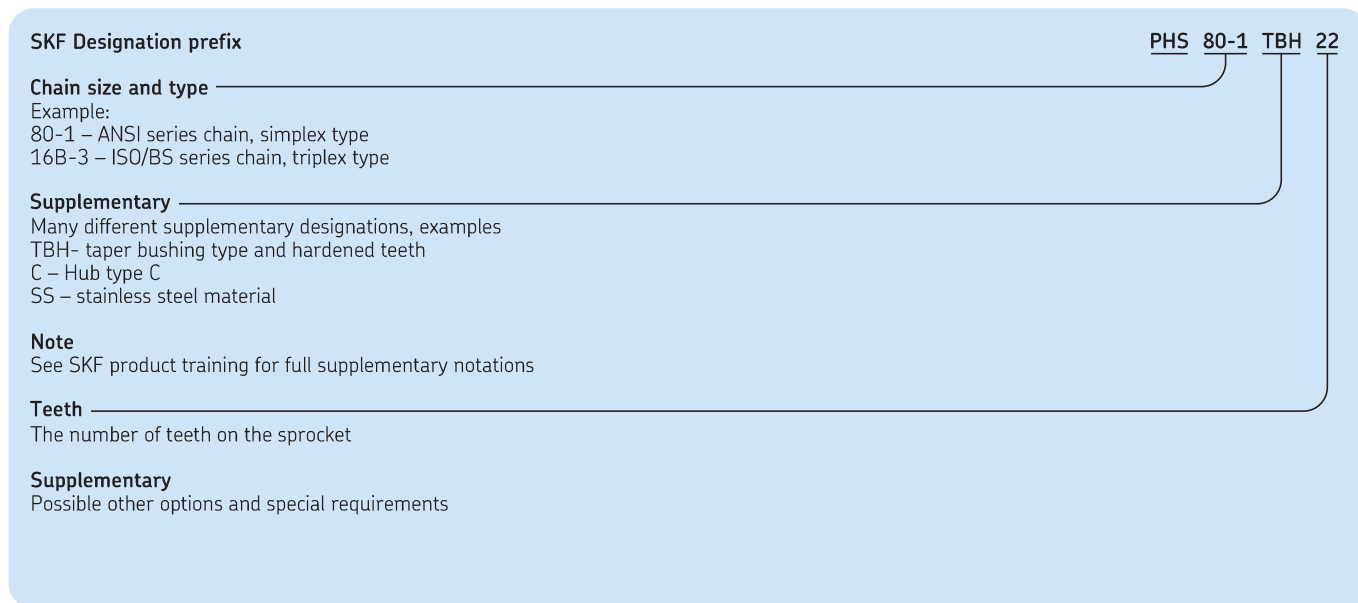 SKF Designation prefix PHS 80-1 TBH 22
Chain size and type
Example:
80-1 – ANSI series chain, simplex type
16B-3 – ISO/BS series chain, triplex type
Supplementary
Many different supplementary designations, examples
TBH- taper bushing type and hardened teeth
C – Hub type C
SS – stainless steel material
Note
See SKF product training for full supplementary notations
Teeth
The number of teeth on the sprocket
Supplementary
Possible other options and special requirements